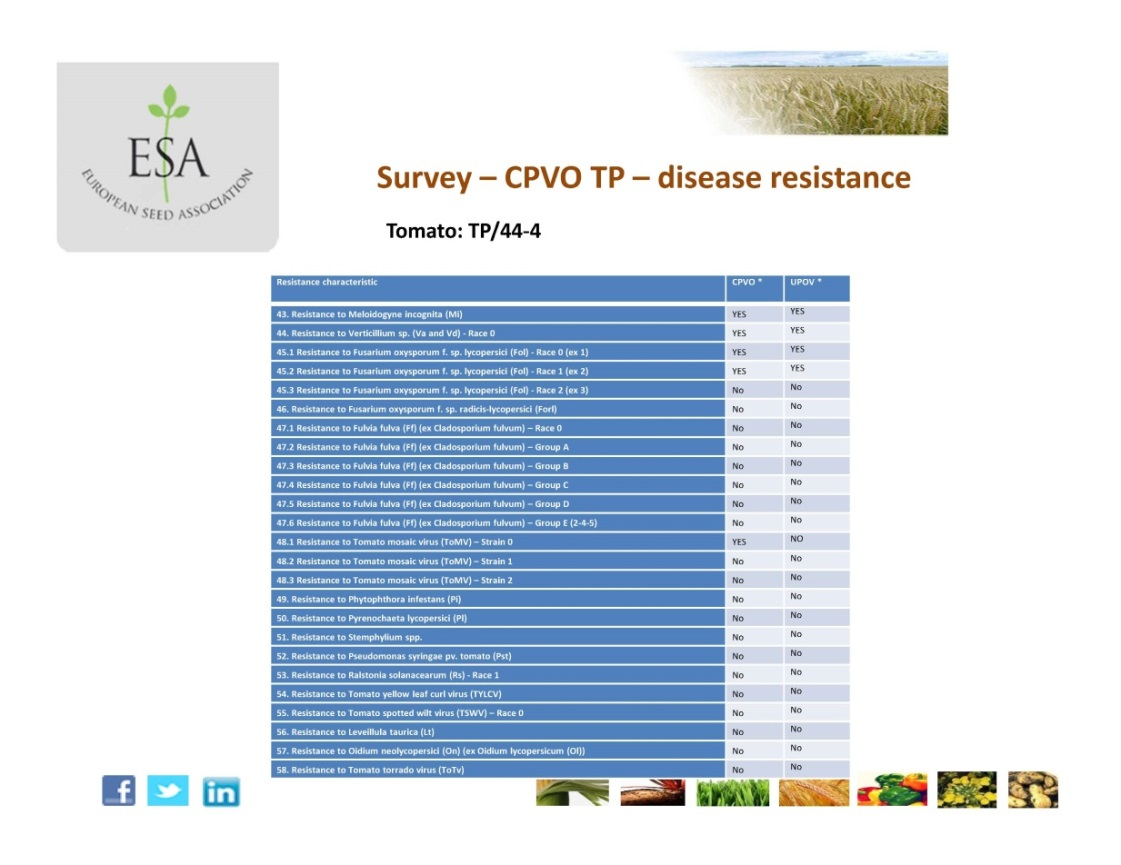 ESA
EUROPEAN SEED ASSOCIATION
Survey – CPVO TP – disease resistance
Tomato: TP/44-4
Resistance characteristic CPVO * UPOV *
43. Resistance to Meloidogyne incognita (Mi) YES YES
44. Resistance to Verticillium sp. (Va and Vd) - Race 0 YES YES
45.1 Resistance to Fusarium oxysporum f. sp. lycopersici (Fol) - Race 0 (ex 1) YES YES
45.2 Resistance to Fusarium oxysporum f. sp. lycopersici (Fol) - Race 1 (ex 2) YES YES
45.3 Resistance to Fusarium oxysporum f. sp. lycopersici (Fol) - Race 2 (ex 3) No No
46. Resistance to Fusarium oxysporum f. sp. radicis-lycopersici (Forl) No No
47.1 Resistance to Fulvia fulva (Ff) (ex Cladosporium fulvum) – Race 0 No No
47.2 Resistance to Fulvia fulva (Ff) (ex Cladosporium fulvum) – Group A No No
47.3 Resistance to Fulvia fulva (Ff) (ex Cladosporium fulvum) – Group B No No
47.4 Resistance to Fulvia fulva (Ff) (ex Cladosporium fulvum) – Group C No No
47.5 Resistance to Fulvia fulva (Ff) (ex Cladosporium fulvum) – Group D No No
47.6 Resistance to Fulvia fulva (Ff) (ex Cladosporium fulvum) – Group E (2-4-5) No No
48.1 Resistance to Tomato mosaic virus (ToMV) – Strain 0 YES NO
48.2 Resistance to Tomato mosaic virus (ToMV) – Strain 1 No No
48.3 Resistance to Tomato mosaic virus (ToMV) – Strain 2 No No
49. Resistance to Phytophthora infestans (Pi) No No
50. Resistance to Pyrenochaeta lycopersici (Pl) No No
51. Resistance to Stemphylium spp. No No
52. Resistance to Pseudomonas syringae pv. tomato (Pst) No No
53. Resistance to Ralstonia solanacearum (Rs) - Race 1 No No
54. Resistance to Tomato yellow leaf curl virus (TYLCV) No No
55. Resistance to Tomato spotted wilt virus (TSWV) – Race 0 No No
56. Resistance to Leveillula taurica (Lt) No No
57. Resistance to Oidium neolycopersici (On) (ex Oidium lycopersicum (Ol)) No No
58. Resistance to Tomato torrado virus (ToTv) No No
f
in